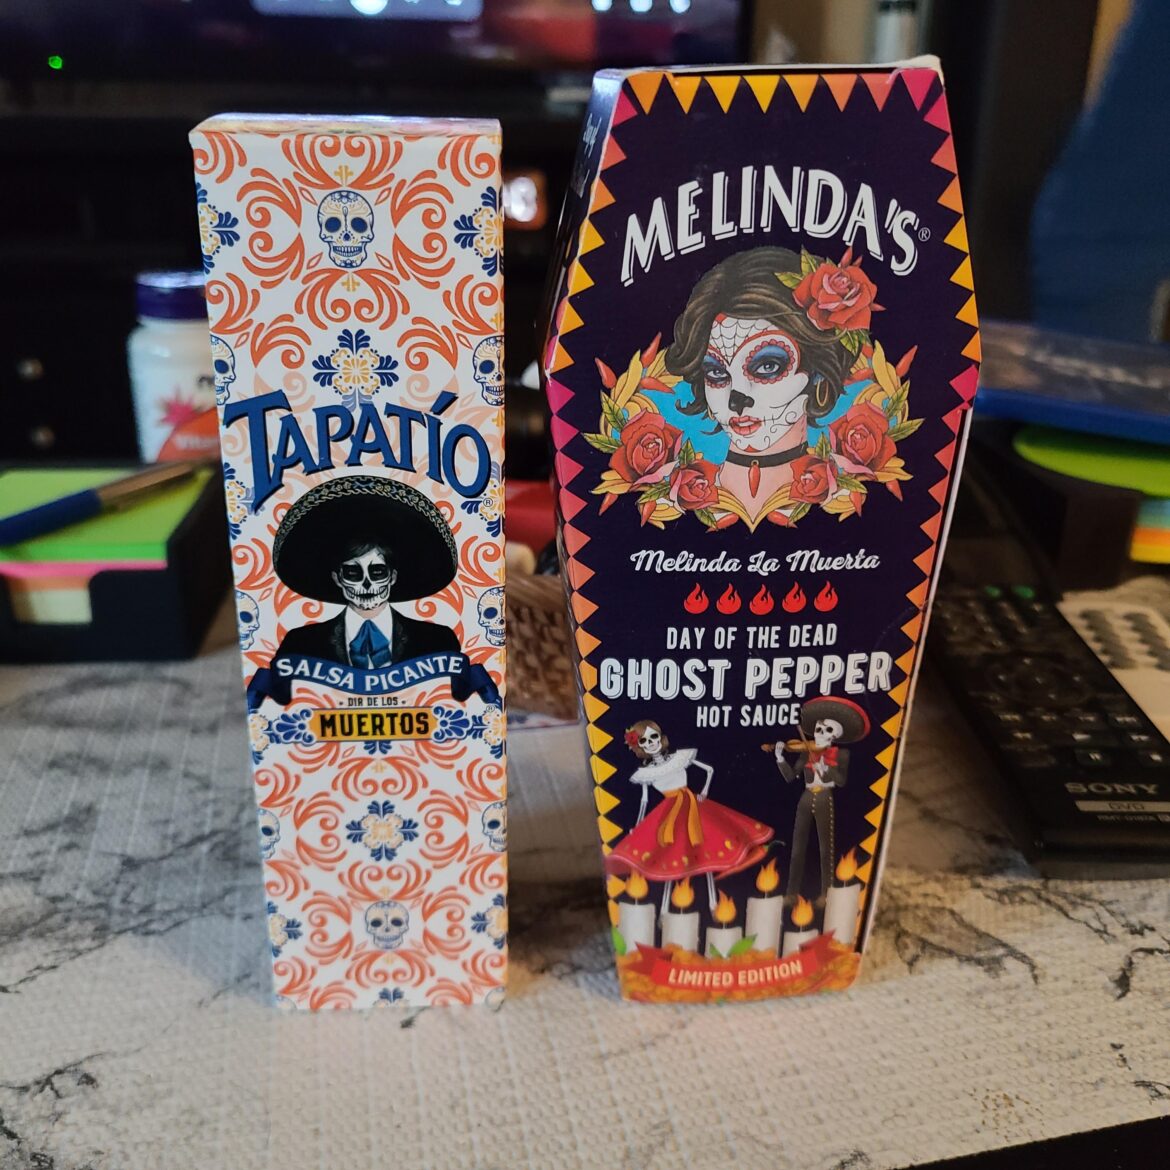 TAPATÍO®
SALSA PICANTE
DIA DE LOS
MUERTOS
MELINDA'S®
Melinda La Muerta
DAY OF THE DEAD
GHOST PEPPER
HOT SAUCE
LIMITED EDITION
SONY
DVD